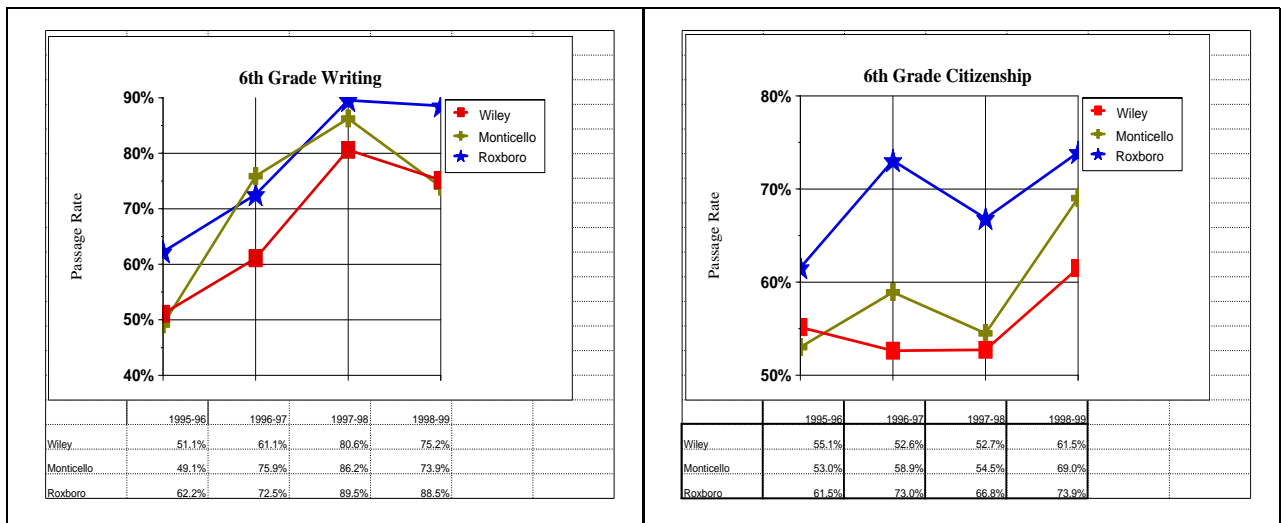 6th Grade Writing
90%
80%
70%
60%
50%
40%
Passage Rate
Wiley
Monticello
Roxboro
1995-96 1996-97 1997-98 1998-99
Wiley 51.1% 61.1% 80.6% 75.2%
Monticello 49.1% 75.9% 86.2% 73.9%
Roxboro 62.2% 72.5% 89.5% 88.5%
6th Grade Citizenship
80%
70%
60%
50%
Passage Rate
Wiley
Monticello
Roxboro
1995-96 1996-97 1997-98 1998-99
Wiley 55.1% 52.6% 52.7% 61.5%
Monticello 53.0% 58.9% 54.5% 69.0%
Roxboro 61.5% 73.0% 66.8% 73.9%